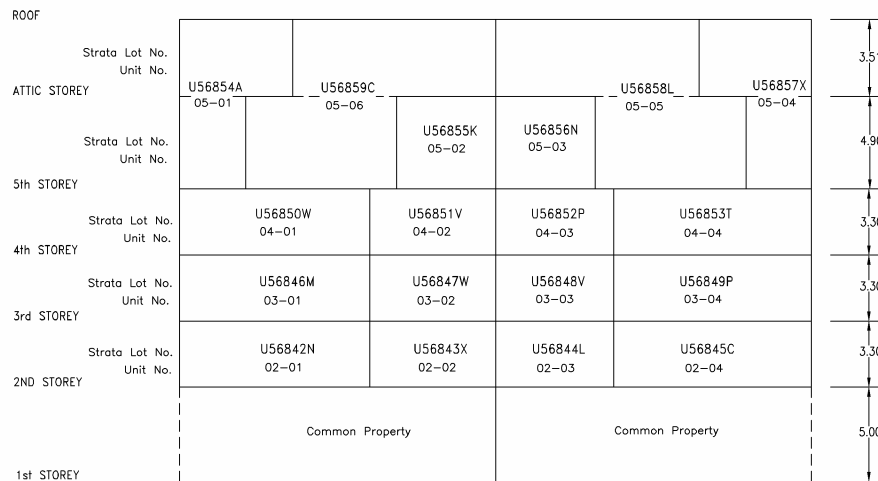 ROOF
Strata Lot No.
Unit No.
3.51
ATTIC STOREY
U56854A
05-01
U56859C
05-06
U56858L
05-05
U56857X
05-04
Strata Lot No.
Unit No.
U56855K
05-02
U56856N
05-03
4.90
5th STOREY
Strata Lot No.
Unit No.
U56850W
04-01
U56851V
04-02
U56852P
04-03
U56853T
04-04
3.30
4th STOREY
Strata Lot No.
Unit No.
U56846M
03-01
U56847W
03-02
U56848V
03-03
U56849P
03-04
3.30
3rd STOREY
Strata Lot No.
Unit No.
U56842N
02-01
U56843X
02-02
U56844L
02-03
U56845C
02-04
3.30
2ND STOREY
Common Property
Common Property
5.00
1st STOREY